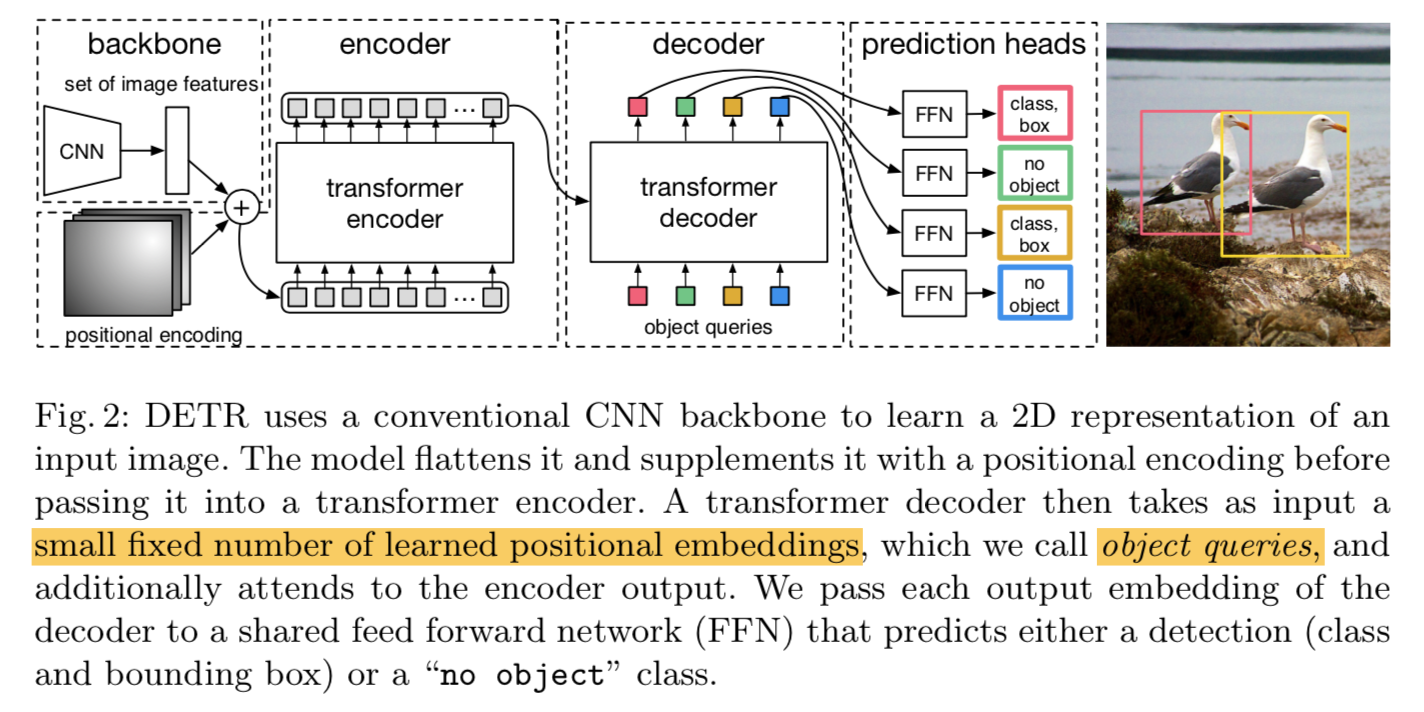 backbone
set of image features
CNN
+
positional encoding
encoder
...
transformer
encoder
...
decoder
transformer
decoder
object queries
prediction heads
FFN
class,
box
FFN
no
object
FFN
class,
box
FFN
no
object
Fig. 2: DETR uses a conventional CNN backbone to learn a 2D representation of an
input image. The model flattens it and supplements it with a positional encoding before
passing it into a transformer encoder. A transformer decoder then takes as input a
small fixed number of learned positional embeddings, which we call object queries, and
additionally attends to the encoder output. We pass each output embedding of the
decoder to a shared feed forward network (FFN) that predicts either a detection (class
and bounding box) or a “no object” class.